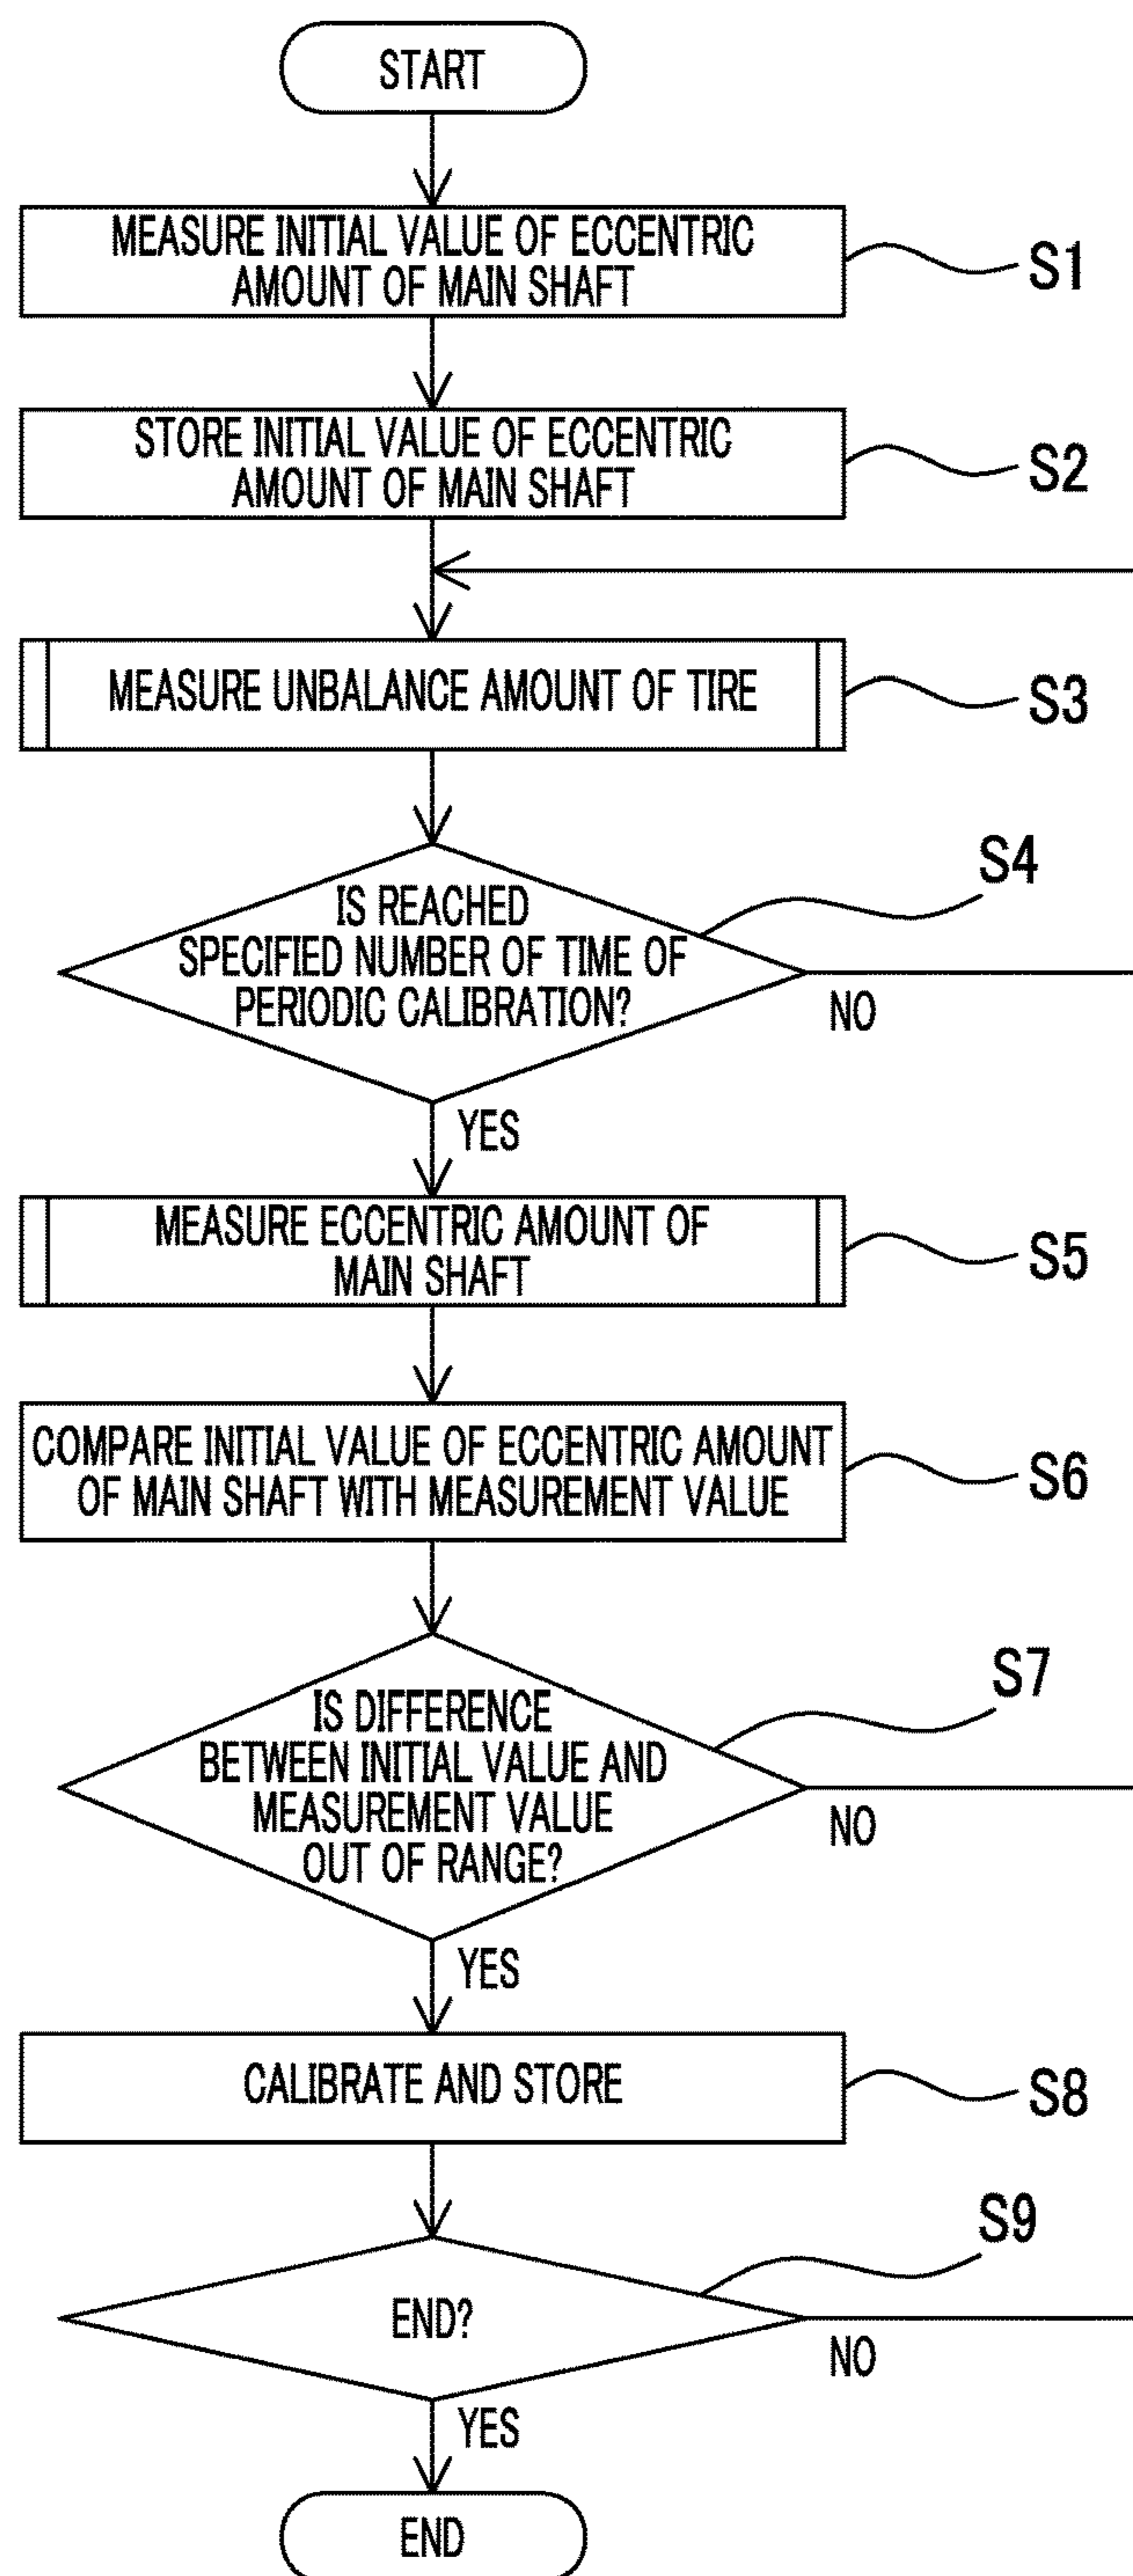 START
MEASURE INITIAL VALUE OF ECCENTRIC
AMOUNT OF MAIN SHAFT
S1
STORE INITIAL VALUE OF ECCENTRIC
AMOUNT OF MAIN SHAFT
S2
MEASURE UNBALANCE AMOUNT OF TIRE
S3
S4
IS REACHED
SPECIFIED NUMBER OF TIME OF
PERIODIC CALIBRATION?
NO
YES
MEASURE ECCENTRIC AMOUNT OF
MAIN SHAFT
S5
COMPARE INITIAL VALUE OF ECCENTRIC AMOUNT
OF MAIN SHAFT WITH MEASUREMENT VALUE
S6
S7
IS DIFFERENCE
BETWEEN INITIAL VALUE AND
MEASUREMENT VALUE
OUT OF RANGE?
NO
YES
CALIBRATE AND STORE
S8
S9
END?
NO
YES
END